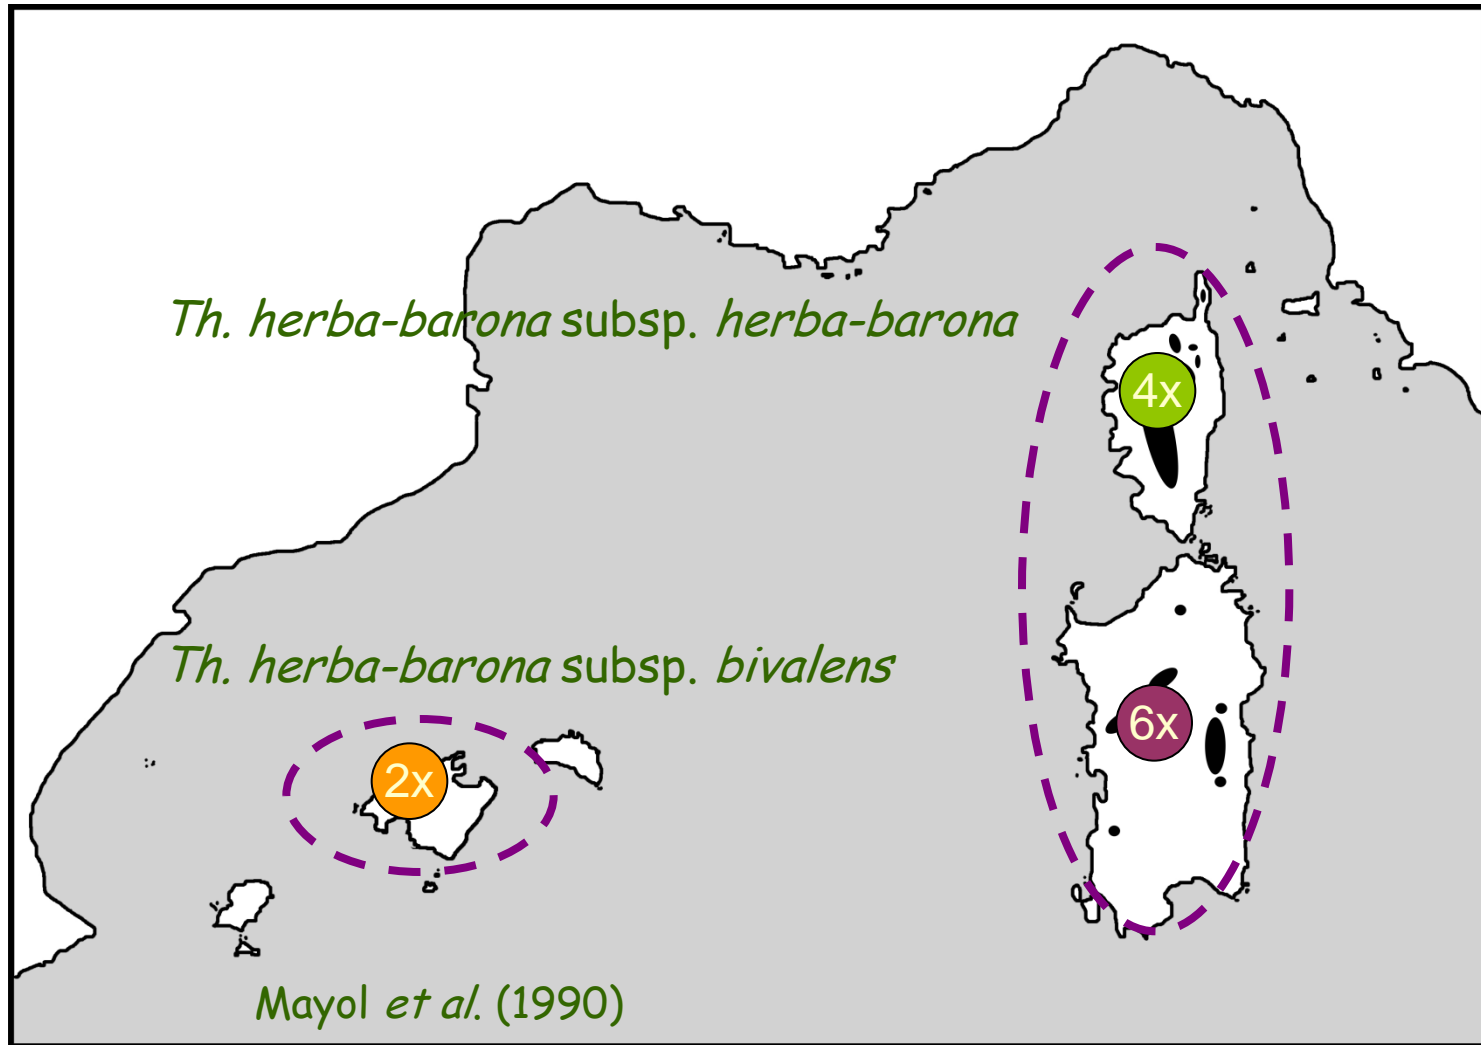 Th. herba-barona subsp. herba-barona
4x
Th. herba-barona subsp. bivalens
6x
2x
Mayol et al. (1990)